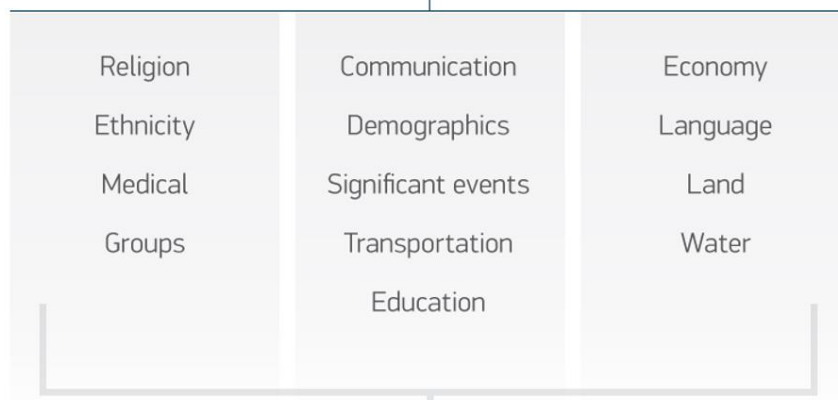 Religion
Ethnicity
Medical
Groups
Communication
Demographics
Significant events
Transportation
Education
Economy
Language
Land
Water